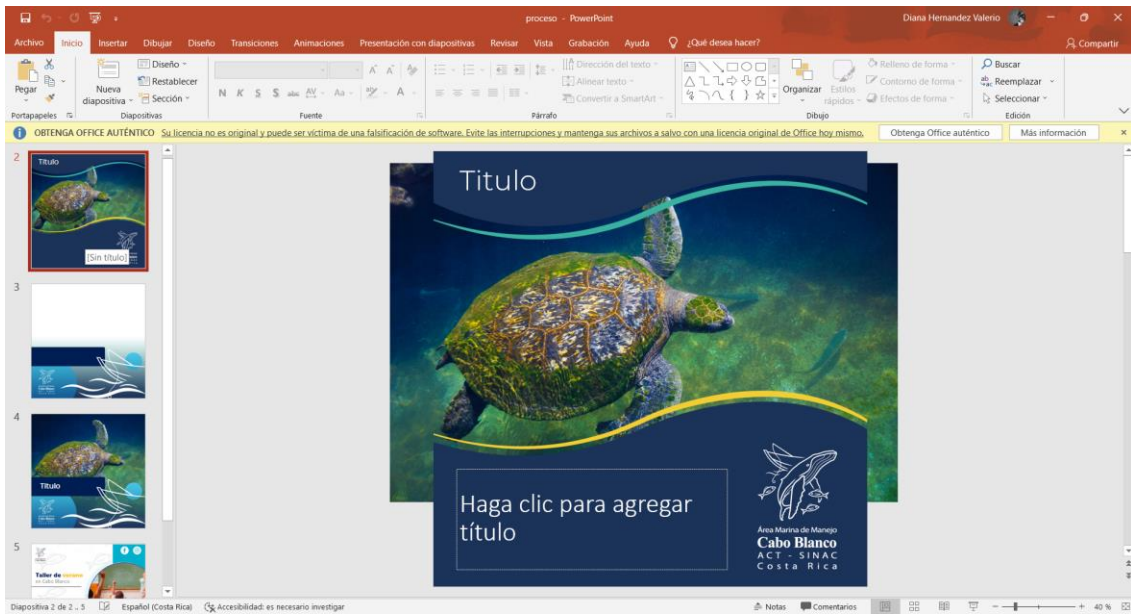 proceso - PowerPoint
Diana Hernandez Valerio
Archivo Inicio Insertar Dibujar Diseño Transiciones Animaciones Presentación con diapositivas Revisar Vista Grabación Ayuda ¿Qué desea hacer? Compartir
Pegar
Nueva diapositiva
Diseño
Restablecer
Sección
N K S S abc AV Aa A
Dirección del texto
Alinear texto
Convertir a SmartArt
Organizar
Estilos rápidos
Relleno de forma
Contorno de forma
Efectos de forma
Buscar
Reemplazar
Seleccionar
Portapapeles Diapositivas Fuente Párrafo Dibujo Edición
OBTENGA OFFICE AUTÉNTICO Su licencia no es original y puede ser víctima de una falsificación de software. Evite las interrupciones y mantenga sus archivos a salvo con una licencia original de Office hoy mismo. Obtenga Office auténtico Más información
2
Titulo
[Sin título]
3
4
Titulo
5
Taller de verano
en Cabo Blanco
Titulo
Haga clic para agregar
título
Área Marina de Manejo
Cabo Blanco
ACT - SINAC
Costa Rica
Diapositiva 2 de 2 .. 5 Español (Costa Rica) Accesibilidad: es necesario investigar Notas Comentarios 40 %